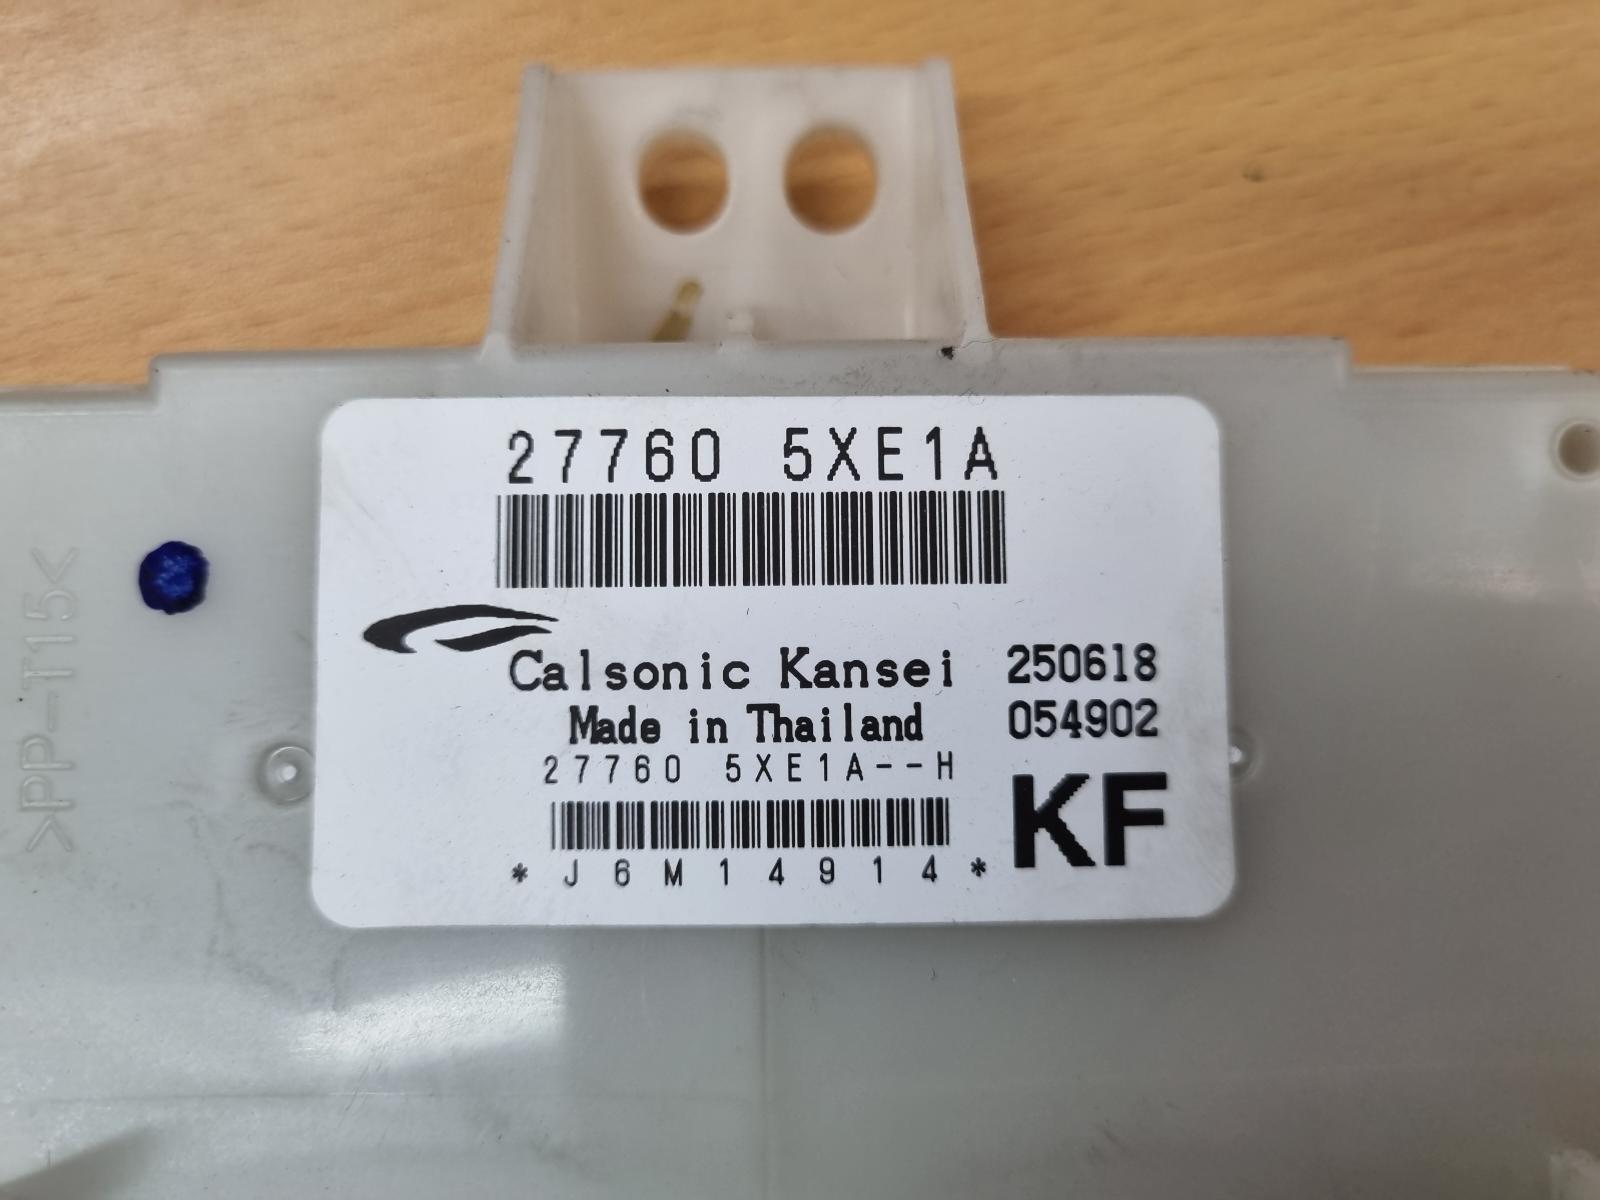 27760 5XE1A
Calsonic Kansei 250618
Made in Thailand 054902
27760 5XE1A--H
KF
*J6M14914*
>PP-T15<